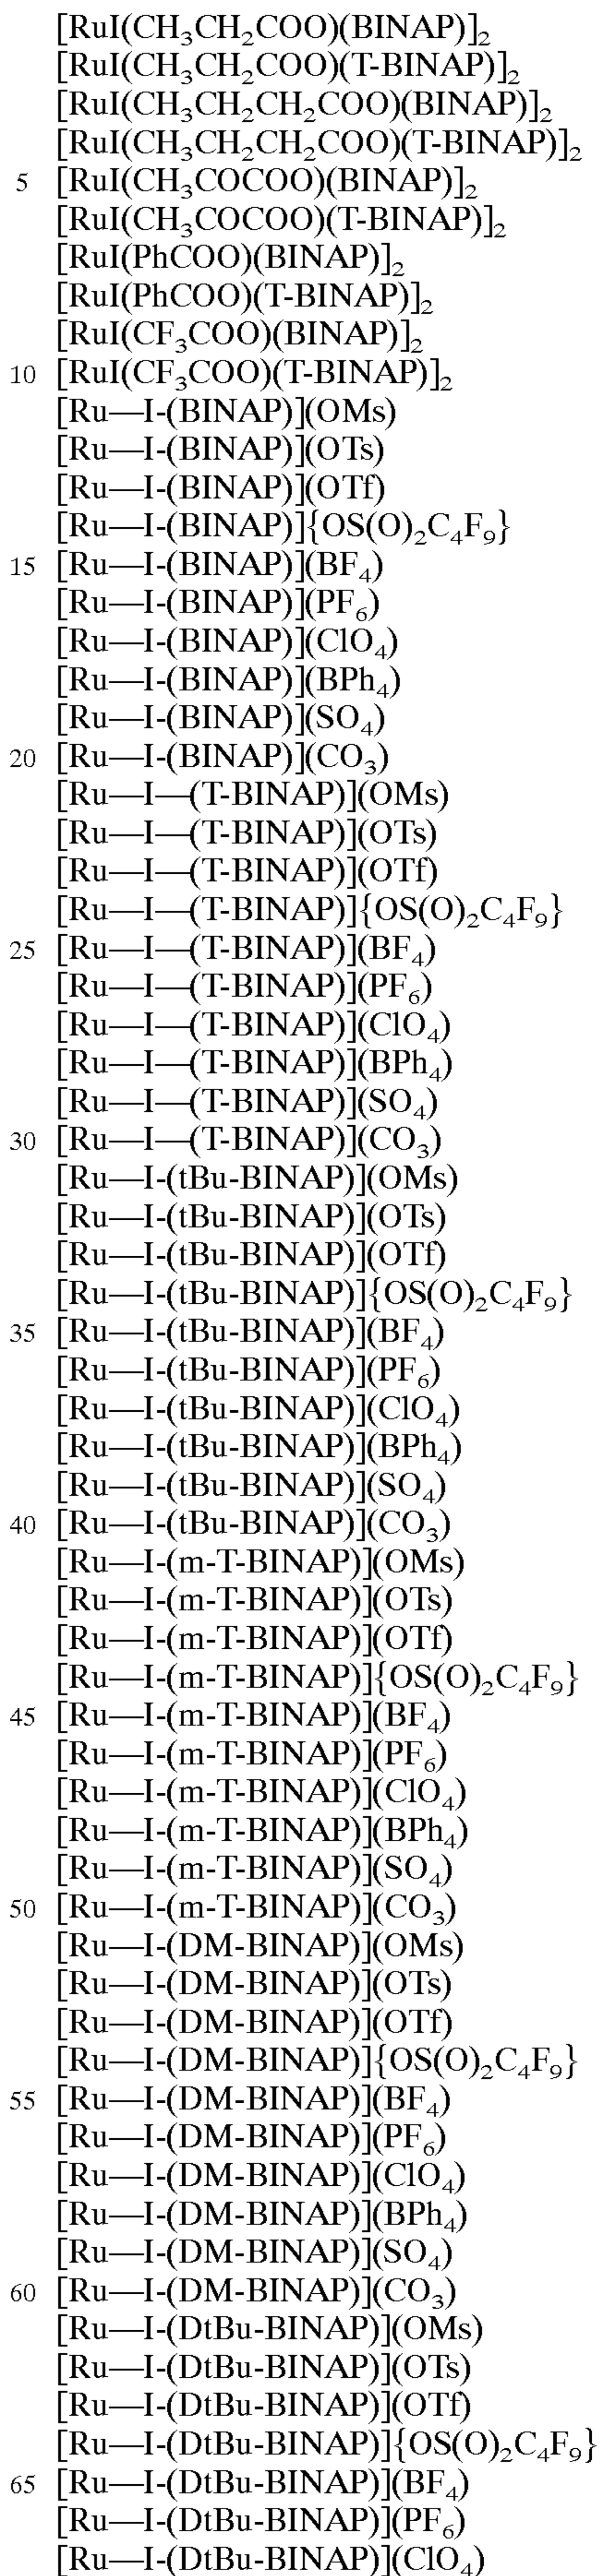 [RuI(CH₃CH₂COO)(BINAP)]₂
[RuI(CH₃CH₂COO)(T-BINAP)]₂
[RuI(CH₃CH₂CH₂COO)(BINAP)]₂
[RuI(CH₃CH₂CH₂COO)(T-BINAP)]₂
5 [RuI(CH₃COCOO)(BINAP)]₂
[RuI(CH₃COCOO)(T-BINAP)]₂
[RuI(PhCOO)(BINAP)]₂
[RuI(PhCOO)(T-BINAP)]₂
[RuI(CF₃COO)(BINAP)]₂
10 [RuI(CF₃COO)(T-BINAP)]₂
[Ru—I-(BINAP)](OMs)
[Ru—I-(BINAP)](OTs)
[Ru—I-(BINAP)](OTf)
[Ru—I-(BINAP)]{OS(O)₂C₄F₉}
15 [Ru—I-(BINAP)](BF₄)
[Ru—I-(BINAP)](PF₆)
[Ru—I-(BINAP)](ClO₄)
[Ru—I-(BINAP)](BPh₄)
[Ru—I-(BINAP)](SO₄)
20 [Ru—I-(BINAP)](CO₃)
[Ru—I—(T-BINAP)](OMs)
[Ru—I—(T-BINAP)](OTs)
[Ru—I—(T-BINAP)](OTf)
[Ru—I—(T-BINAP)]{OS(O)₂C₄F₉}
25 [Ru—I—(T-BINAP)](BF₄)
[Ru—I—(T-BINAP)](PF₆)
[Ru—I—(T-BINAP)](ClO₄)
[Ru—I—(T-BINAP)](BPh₄)
[Ru—I—(T-BINAP)](SO₄)
30 [Ru—I—(T-BINAP)](CO₃)
[Ru—I-(tBu-BINAP)](OMs)
[Ru—I-(tBu-BINAP)](OTs)
[Ru—I-(tBu-BINAP)](OTf)
[Ru—I-(tBu-BINAP)]{OS(O)₂C₄F₉}
35 [Ru—I-(tBu-BINAP)](BF₄)
[Ru—I-(tBu-BINAP)](PF₆)
[Ru—I-(tBu-BINAP)](ClO₄)
[Ru—I-(tBu-BINAP)](BPh₄)
[Ru—I-(tBu-BINAP)](SO₄)
40 [Ru—I-(tBu-BINAP)](CO₃)
[Ru—I-(m-T-BINAP)](OMs)
[Ru—I-(m-T-BINAP)](OTs)
[Ru—I-(m-T-BINAP)](OTf)
[Ru—I-(m-T-BINAP)]{OS(O)₂C₄F₉}
45 [Ru—I-(m-T-BINAP)](BF₄)
[Ru—I-(m-T-BINAP)](PF₆)
[Ru—I-(m-T-BINAP)](ClO₄)
[Ru—I-(m-T-BINAP)](BPh₄)
[Ru—I-(m-T-BINAP)](SO₄)
50 [Ru—I-(m-T-BINAP)](CO₃)
[Ru—I-(DM-BINAP)](OMs)
[Ru—I-(DM-BINAP)](OTs)
[Ru—I-(DM-BINAP)](OTf)
[Ru—I-(DM-BINAP)]{OS(O)₂C₄F₉}
55 [Ru—I-(DM-BINAP)](BF₄)
[Ru—I-(DM-BINAP)](PF₆)
[Ru—I-(DM-BINAP)](ClO₄)
[Ru—I-(DM-BINAP)](BPh₄)
[Ru—I-(DM-BINAP)](SO₄)
60 [Ru—I-(DM-BINAP)](CO₃)
[Ru—I-(DtBu-BINAP)](OMs)
[Ru—I-(DtBu-BINAP)](OTs)
[Ru—I-(DtBu-BINAP)](OTf)
[Ru—I-(DtBu-BINAP)]{OS(O)₂C₄F₉}
65 [Ru—I-(DtBu-BINAP)](BF₄)
[Ru—I-(DtBu-BINAP)](PF₆)
[Ru—I-(DtBu-BINAP)](ClO₄)